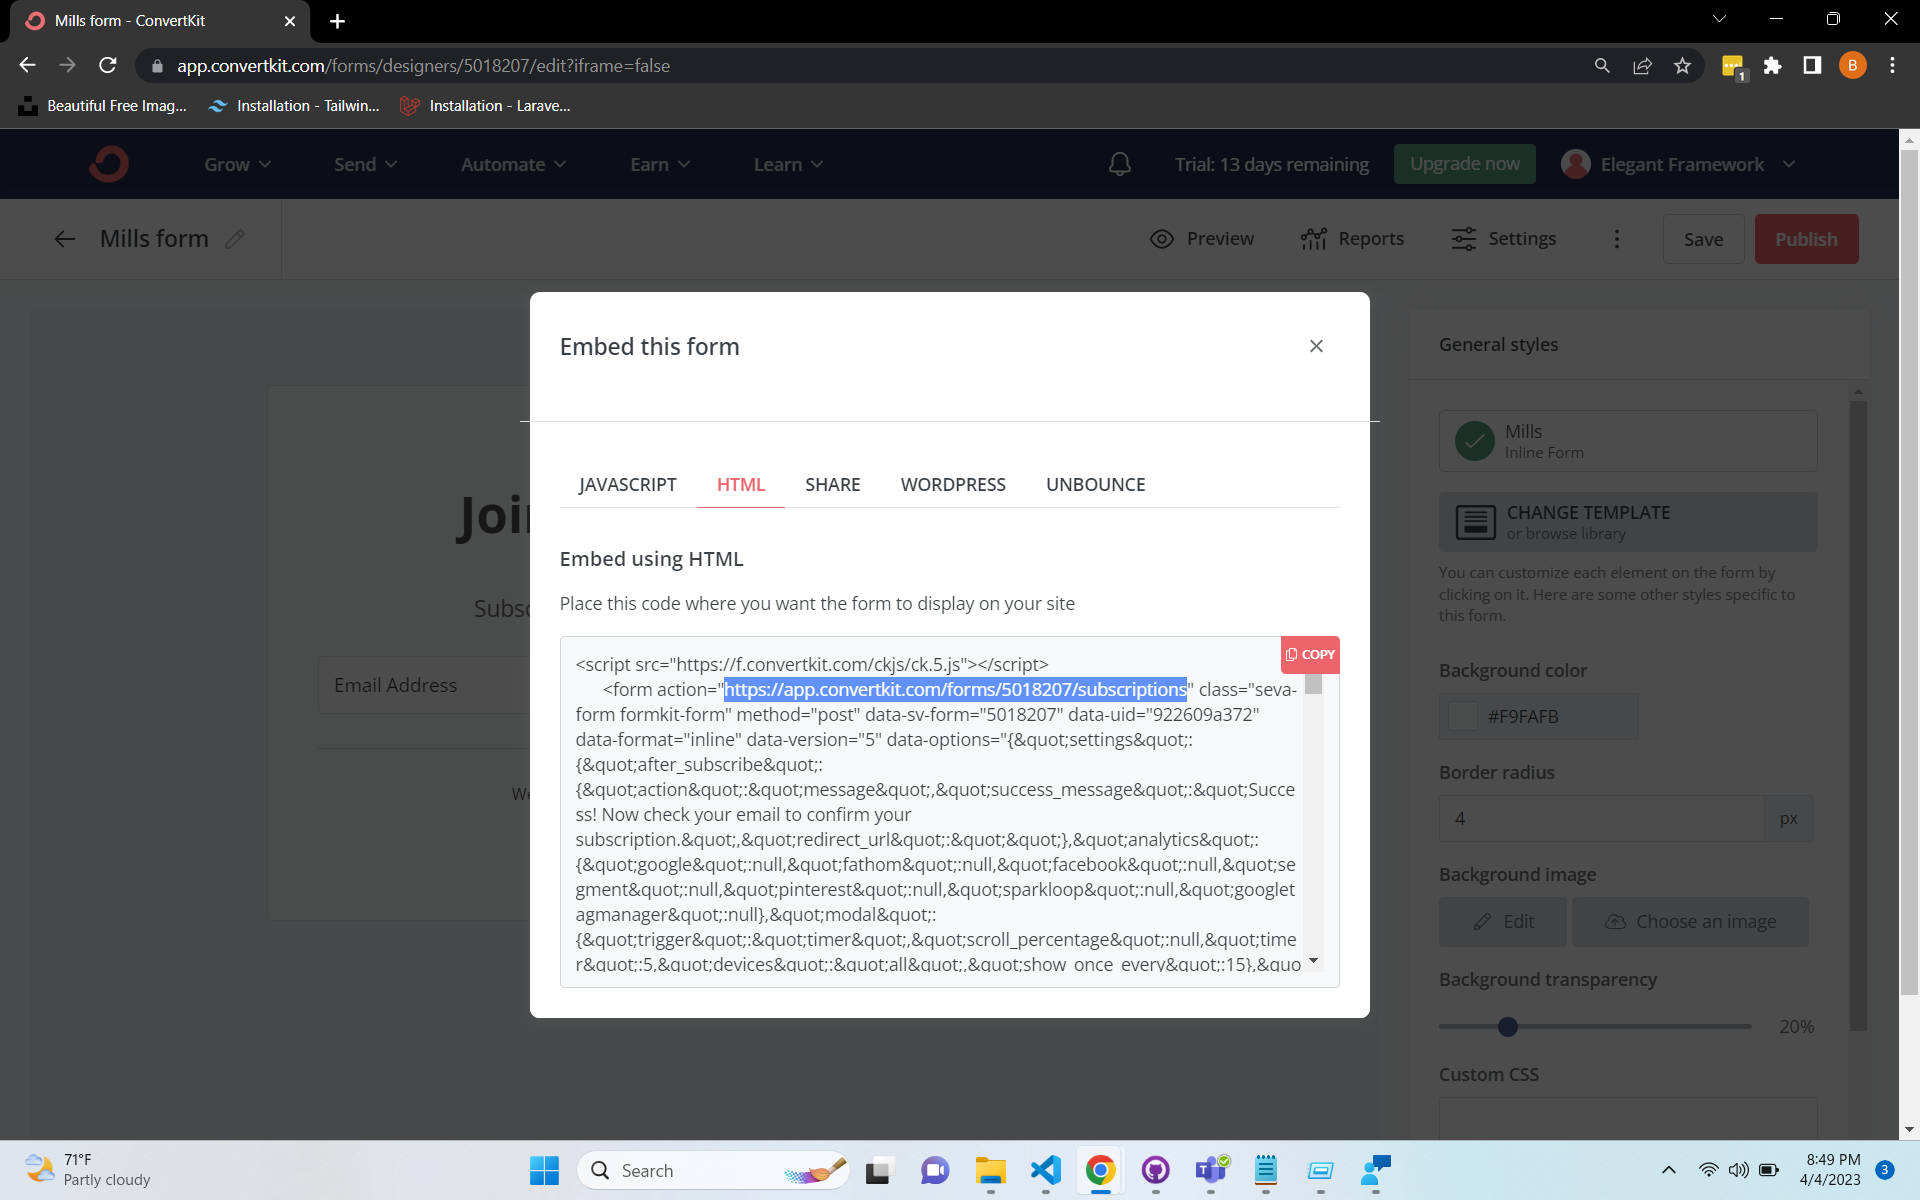 Mills form - ConvertKit
app.convertkit.com/forms/designers/5018207/edit?iframe=false
1
B
Beautiful Free Imag...
Installation - Tailwin...
Installation - Larave...
Grow
Send
Automate
Earn
Learn
Trial: 13 days remaining
Upgrade now
Elegant Framework
Mills form
Preview
Reports
Settings
Save
Publish
Embed this form
JAVASCRIPT
HTML
SHARE
WORDPRESS
UNBOUNCE
Embed using HTML
Place this code where you want the form to display on your site
COPY
<script src="https://f.convertkit.com/ckjs/ck.5.js"></script>
<form action="https://app.convertkit.com/forms/5018207/subscriptions" class="seva-
form formkit-form" method="post" data-sv-form="5018207" data-uid="922609a372"
data-format="inline" data-version="5" data-options="{&quot;settings&quot;:
{&quot;after_subscribe&quot;:
{&quot;action&quot;:&quot;message&quot;,&quot;success_message&quot;:&quot;Succe
ss! Now check your email to confirm your
subscription.&quot;,&quot;redirect_url&quot;:&quot;&quot;},&quot;analytics&quot;:
{&quot;google&quot;:null,&quot;fathom&quot;:null,&quot;facebook&quot;:null,&quot;se
gment&quot;:null,&quot;pinterest&quot;:null,&quot;sparkloop&quot;:null,&quot;googlet
agmanager&quot;:null},&quot;modal&quot;:
{&quot;trigger&quot;:&quot;timer&quot;,&quot;scroll_percentage&quot;:null,&quot;time
r&quot;:5,&quot;devices&quot;:&quot;all&quot;,&quot;show_once_every&quot;:15},&quo
Joi
Subsc
Email Address
We
General styles
Mills
Inline Form
CHANGE TEMPLATE
or browse library
You can customize each element on the form by
clicking on it. Here are some other styles specific to
this form.
Background color
#F9FAFB
Border radius
4
px
Background image
Edit
Choose an image
Background transparency
20%
Custom CSS
71°F
Partly cloudy
Search
8:49 PM
4/4/2023
3